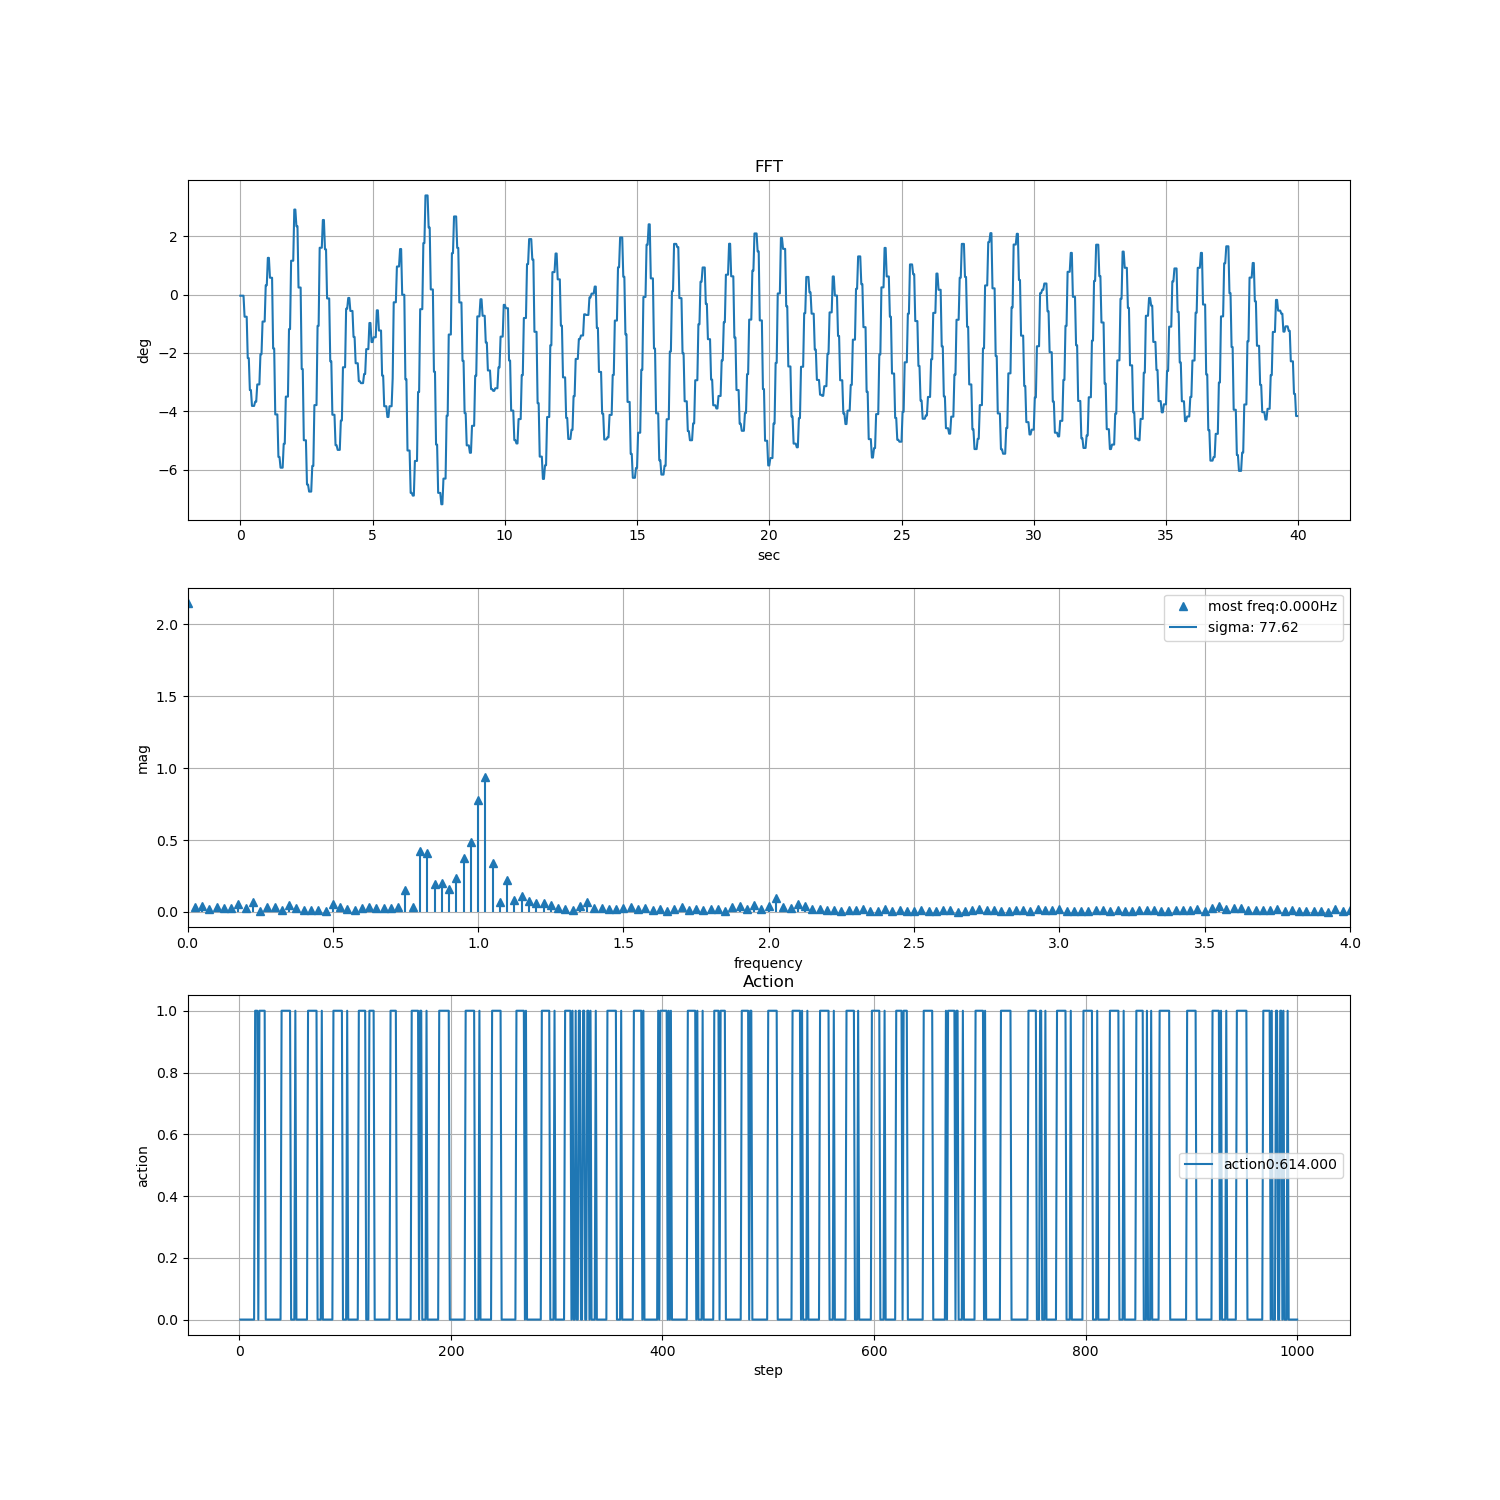 FFT
2
0
−2
−4
−6
deg
0 5 10 15 20 25 30 35 40
sec
most freq:0.000Hz
sigma: 77.62
2.0
1.5
1.0
0.5
0.0
mag
0.0 0.5 1.0 1.5 2.0 2.5 3.0 3.5 4.0
frequency
Action
1.0
0.8
0.6
0.4
0.2
0.0
action
action0:614.000
0 200 400 600 800 1000
step